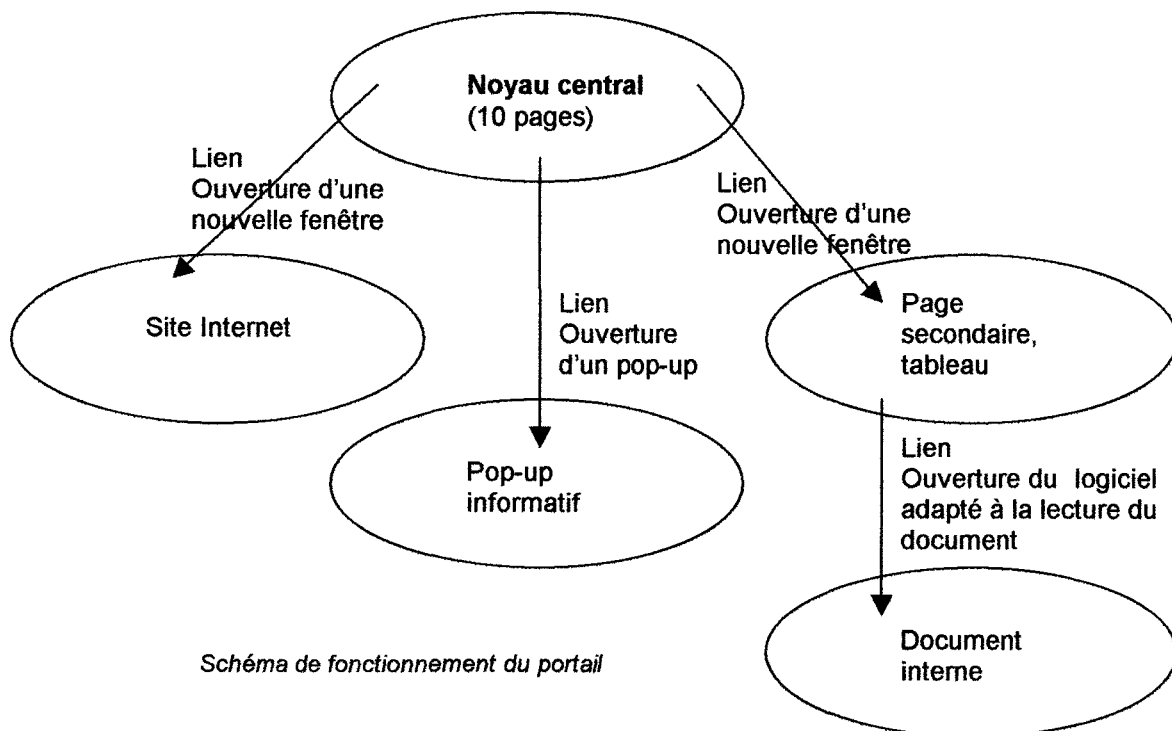 Noyau central
(10 pages)
Lien
Ouverture d'une
nouvelle fenêtre
Lien
Ouverture d'une
nouvelle fenêtre
Site Internet
Lien
Ouverture
d'un pop-up
Page
secondaire,
tableau
Pop-up
informatif
Lien
Ouverture du logiciel
adapté à la lecture du
document
Schéma de fonctionnement du portail
Document
interne